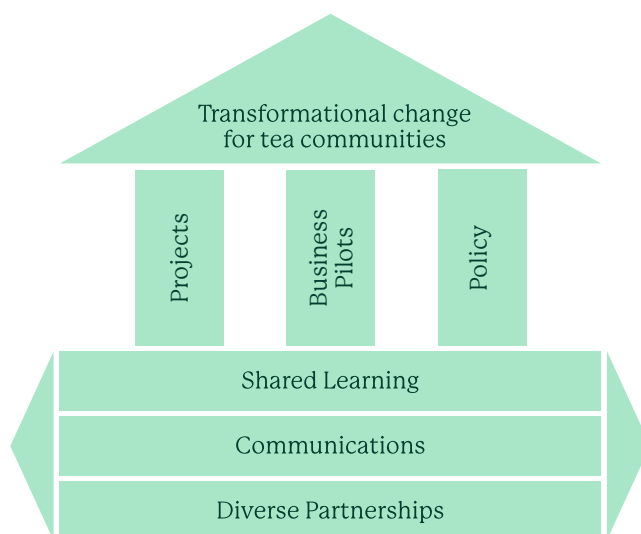 Transformational change
for tea communities
Projects
Business
Pilots
Policy
Shared Learning
Communications
Diverse Partnerships